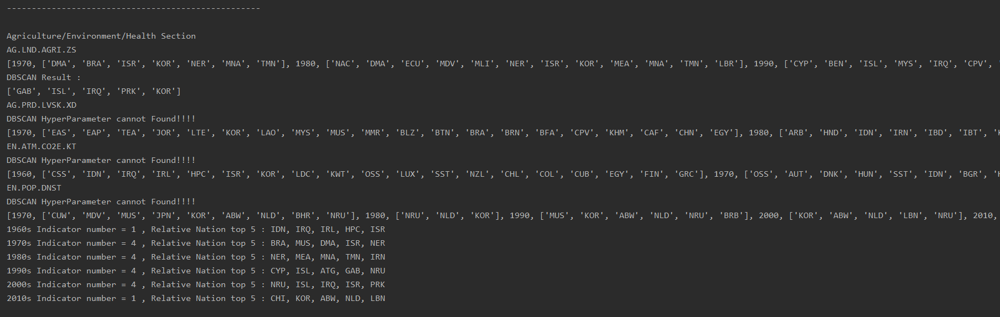 ---------------------------------------------------
Agriculture/Environment/Health Section
AG.LND.AGRI.ZS
[1970, ['DMA', 'BRA', 'ISR', 'KOR', 'NER', 'MNA', 'TMN'], 1980, ['NAC', 'DMA', 'ECU', 'MDV', 'MLI', 'NER', 'ISR', 'KOR', 'MEA', 'MNA', 'TMN', 'LBR'], 1990, ['CYP', 'BEN', 'ISL', 'MYS', 'IRQ', 'CPV', '
DBSCAN Result :
['GAB', 'ISL', 'IRQ', 'PRK', 'KOR']
AG.PRD.LVSK.XD
DBSCAN HyperParameter cannot Found!!!!
[1970, ['EAS', 'EAP', 'TEA', 'JOR', 'LTE', 'KOR', 'LAO', 'MYS', 'MUS', 'MMR', 'BLZ', 'BTN', 'BRA', 'BRN', 'BFA', 'CPV', 'KHM', 'CAF', 'CHN', 'EGY'], 1980, ['ARB', 'HND', 'IDN', 'IRN', 'IBD', 'IBT', '
EN.ATM.CO2E.KT
DBSCAN HyperParameter cannot Found!!!!
[1960, ['CSS', 'IDN', 'IRQ', 'IRL', 'HPC', 'ISR', 'KOR', 'LDC', 'KWT', 'OSS', 'LUX', 'SST', 'NZL', 'CHL', 'COL', 'CUB', 'EGY', 'FIN', 'GRC'], 1970, ['OSS', 'AUT', 'DNK', 'HUN', 'SST', 'IDN', 'BGR', '
EN.POP.DNST
DBSCAN HyperParameter cannot Found!!!!
[1970, ['CUW', 'MDV', 'MUS', 'JPN', 'KOR', 'ABW', 'NLD', 'BHR', 'NRU'], 1980, ['NRU', 'NLD', 'KOR'], 1990, ['MUS', 'KOR', 'ABW', 'NLD', 'NRU', 'BRB'], 2000, ['KOR', 'ABW', 'NLD', 'LBN', 'NRU'], 2010,
1960s Indicator number = 1 , Relative Nation top 5 : IDN, IRQ, IRL, HPC, ISR
1970s Indicator number = 4 , Relative Nation top 5 : BRA, MUS, DMA, ISR, NER
1980s Indicator number = 4 , Relative Nation top 5 : NER, MEA, MNA, TMN, IRN
1990s Indicator number = 4 , Relative Nation top 5 : CYP, ISL, ATG, GAB, NRU
2000s Indicator number = 4 , Relative Nation top 5 : NRU, ISL, IRQ, ISR, PRK
2010s Indicator number = 1 , Relative Nation top 5 : CHI, KOR, ABW, NLD, LBN